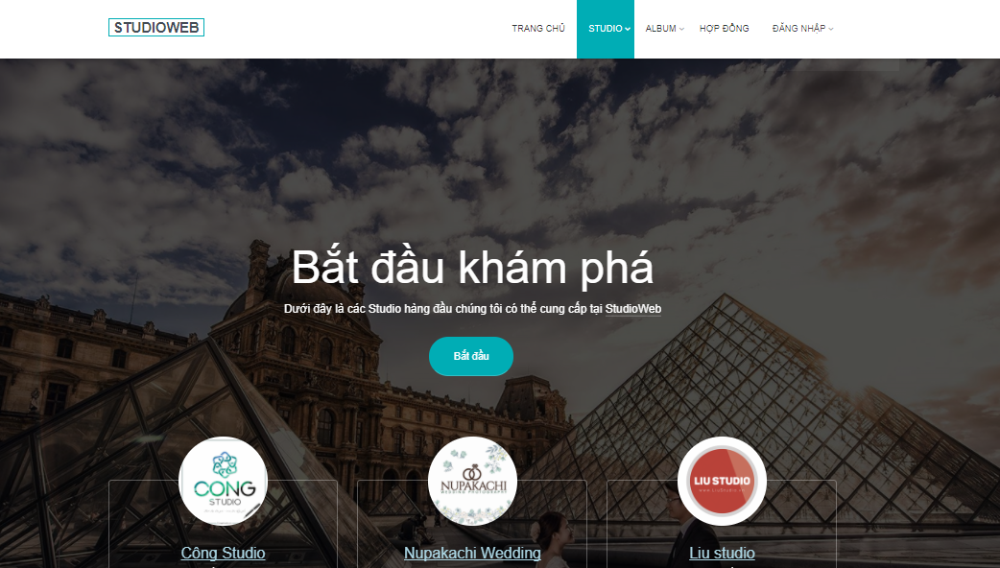 STUDIOWEB
TRANG CHỦ
STUDIO
ALBUM
HỢP ĐỒNG
ĐĂNG NHẬP
Bắt đầu khám phá
Dưới đây là các Studio hàng đầu chúng tôi có thể cung cấp tại StudioWeb
Bắt đầu
CONG
STUDIO
NUPAKACHI
WEDDING PHOTOGRAPHY
LIU STUDIO
Công Studio
Nupakachi Wedding
Liu studio